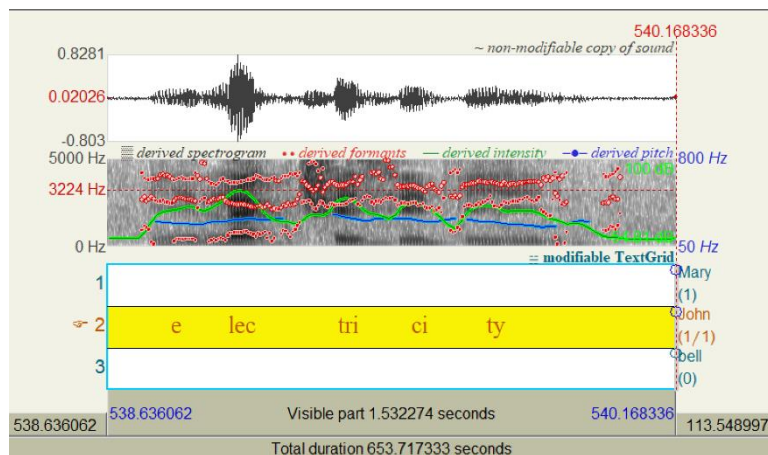 540.168336
0.8281
~ non-modifiable copy of sound
0.02026
-0.803
5000 Hz
derived spectrogram
derived formants
derived intensity
derived pitch
800 Hz
100 dB
3224 Hz
0 Hz
50 Hz
modifiable TextGrid
1
Mary
(1)
☞ 2
e lec tri ci ty
John
(1/1)
3
bell
(0)
538.636062
538.636062
Visible part 1.532274 seconds
540.168336
113.548997
Total duration 653.717333 seconds